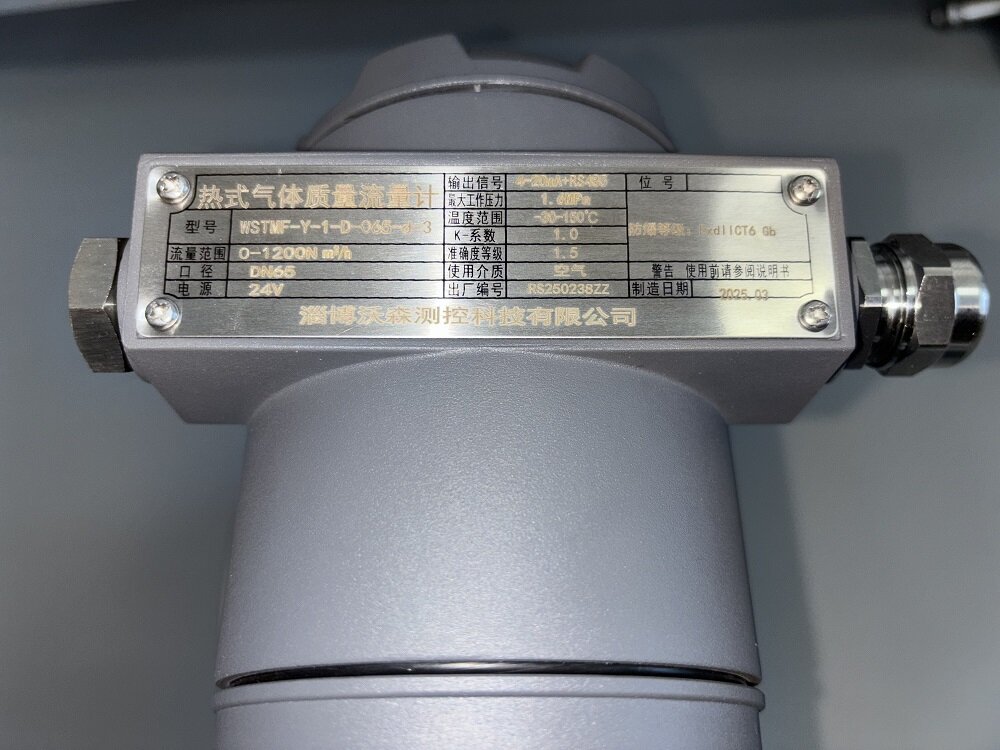 热式气体质量流量计
型号 WSTMF-Y-1-D-065- -3
流量范围 0-1200N m³/h
口径 DN65
电源 24V
输出信号 4-20mA+RS485
最大工作压力 1.6MPa
温度范围 -30-150℃
K-系数 1.0
准确度等级 1.5
使用介质 空气
出厂编号 RS250238ZZ
位号
防爆等级: ExdIICT6 Gb
警告 使用前请参阅说明书
制造日期 2025.03
淄博沃森测控科技有限公司